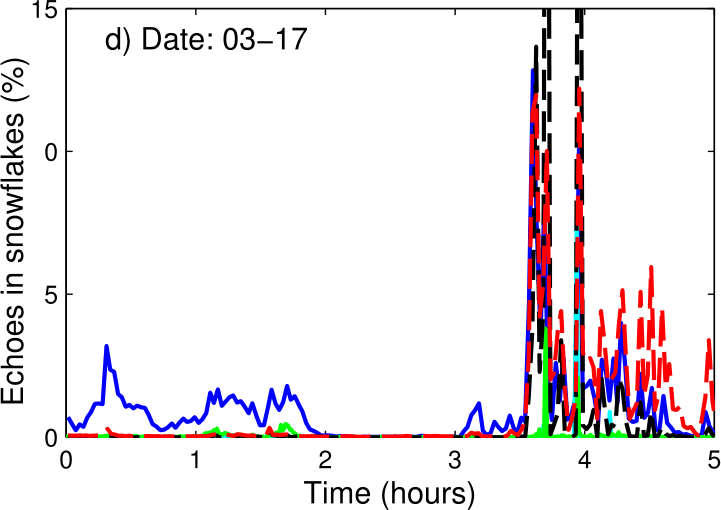 15
d) Date: 03−17
0
5
0
Echoes in snowflakes (%)
0 1 2 3 4 5
Time (hours)